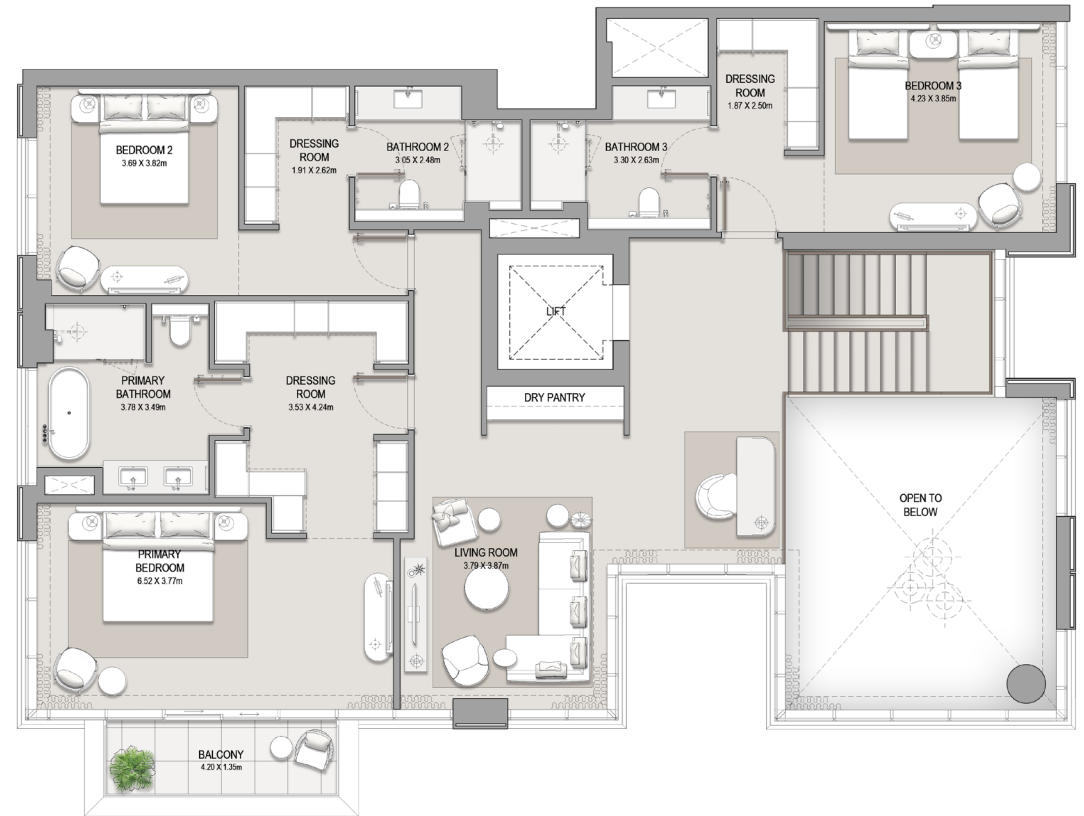 DRESSING
ROOM
1.87 X 2.50m
BEDROOM 3
4.23 X 3.85m
BEDROOM 2
3.69 X 3.82m
DRESSING
ROOM
1.91 X 2.62m
BATHROOM 2
3.05 X 2.48m
BATHROOM 3
3.30 X 2.63m
LIFT
PRIMARY
BATHROOM
3.78 X 3.49m
DRESSING
ROOM
3.53 X 4.24m
DRY PANTRY
OPEN TO
BELOW
PRIMARY
BEDROOM
6.52 X 3.77m
LIVING ROOM
3.79 X 3.87m
BALCONY
4.20 X 1.35m